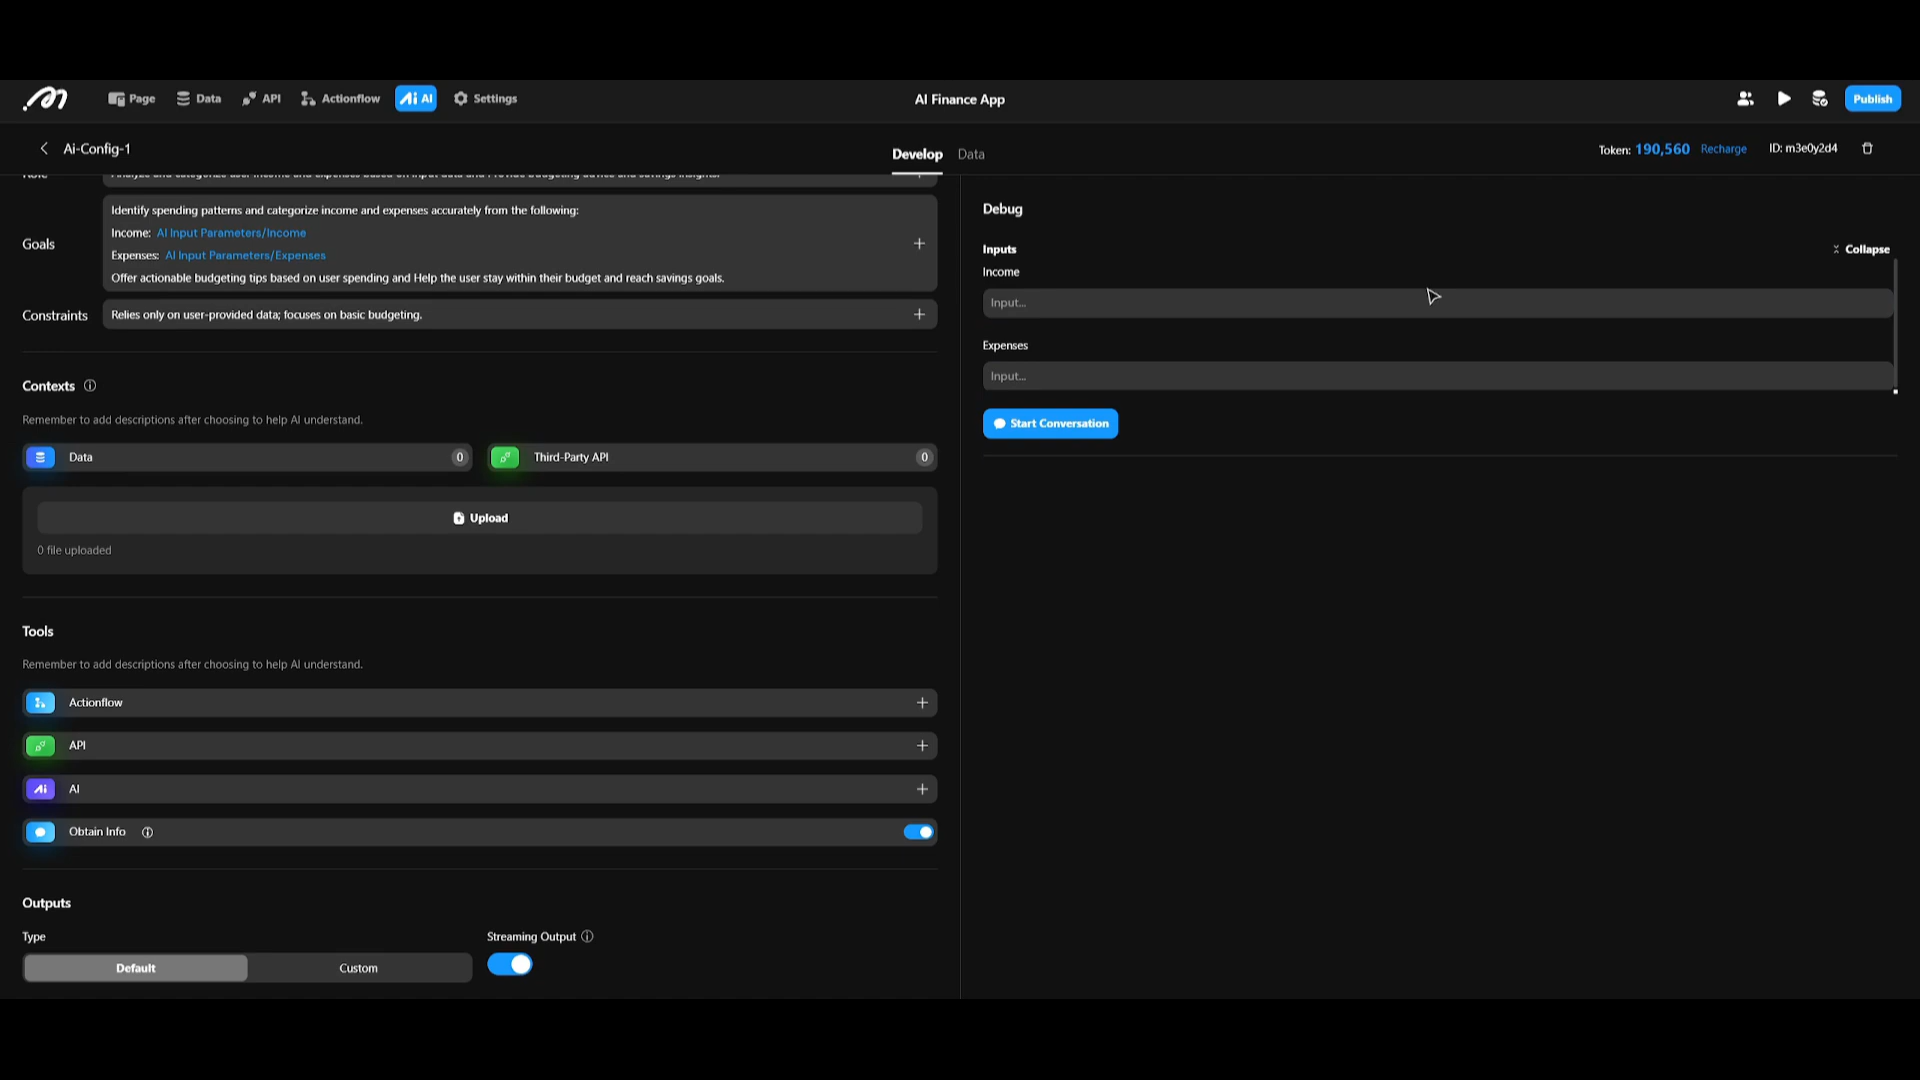 Page
Data
API
Actionflow
Ai AI
Settings
AI Finance App
Publish
Ai-Config-1
Develop
Data
Token: 190,560 Recharge
ID: m3e0y2d4
Goals
Identify spending patterns and categorize income and expenses accurately from the following:
Income: AI Input Parameters/Income
Expenses: AI Input Parameters/Expenses
Offer actionable budgeting tips based on user spending and Help the user stay within their budget and reach savings goals.
Constraints
Relies only on user-provided data; focuses on basic budgeting.
Contexts
Remember to add descriptions after choosing to help AI understand.
Data 0
Third-Party API 0
Upload
0 file uploaded
Tools
Remember to add descriptions after choosing to help AI understand.
Actionflow
API
Ai AI
Obtain Info
Outputs
Type
Default
Custom
Streaming Output
Debug
Inputs
Collapse
Income
Input...
Expenses
Input...
Start Conversation